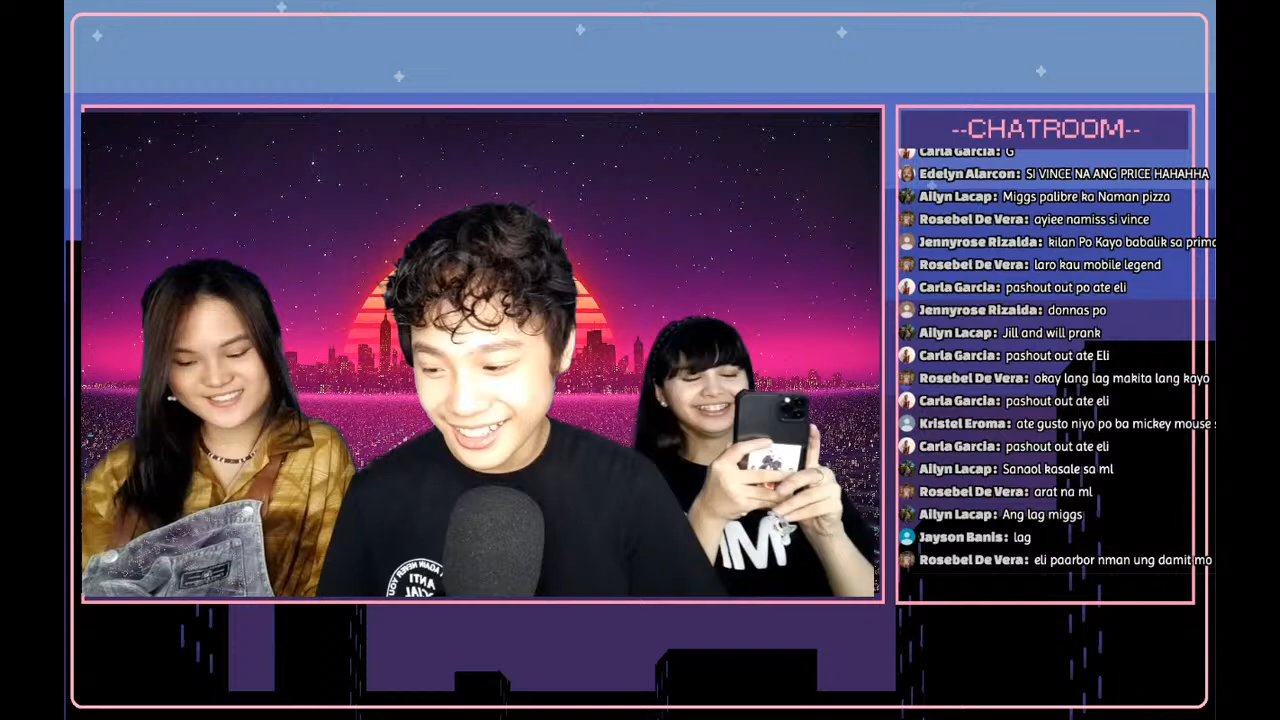 --CHATROOM--
Carla Garcia: G
Edelyn Alarcon: SI VINCE NA ANG PRICE HAHAHHA
Ailyn Lacap: Miggs palibre ka Naman pizza
Rosebel De Vera: ayiee namiss si vince
Jennyrose Rizalda: kilan Po Kayo babalik sa prima
Rosebel De Vera: laro kau mobile legend
Carla Garcia: pashout out po ate eli
Jennyrose Rizalda: donnas po
Ailyn Lacap: Jill and will prank
Carla Garcia: pashout out ate Eli
Rosebel De Vera: okay lang lag makita lang kayo
Carla Garcia: pashout out ate eli
Kristel Eroma: ate gusto niyo po ba mickey mouse
Carla Garcia: pashout out ate eli
Ailyn Lacap: Sanaol kasale sa ml
Rosebel De Vera: arat na ml
Ailyn Lacap: Ang lag miggs
Jayson Banis: lag
Rosebel De Vera: eli paarbor nman ung damit mo
ANTI